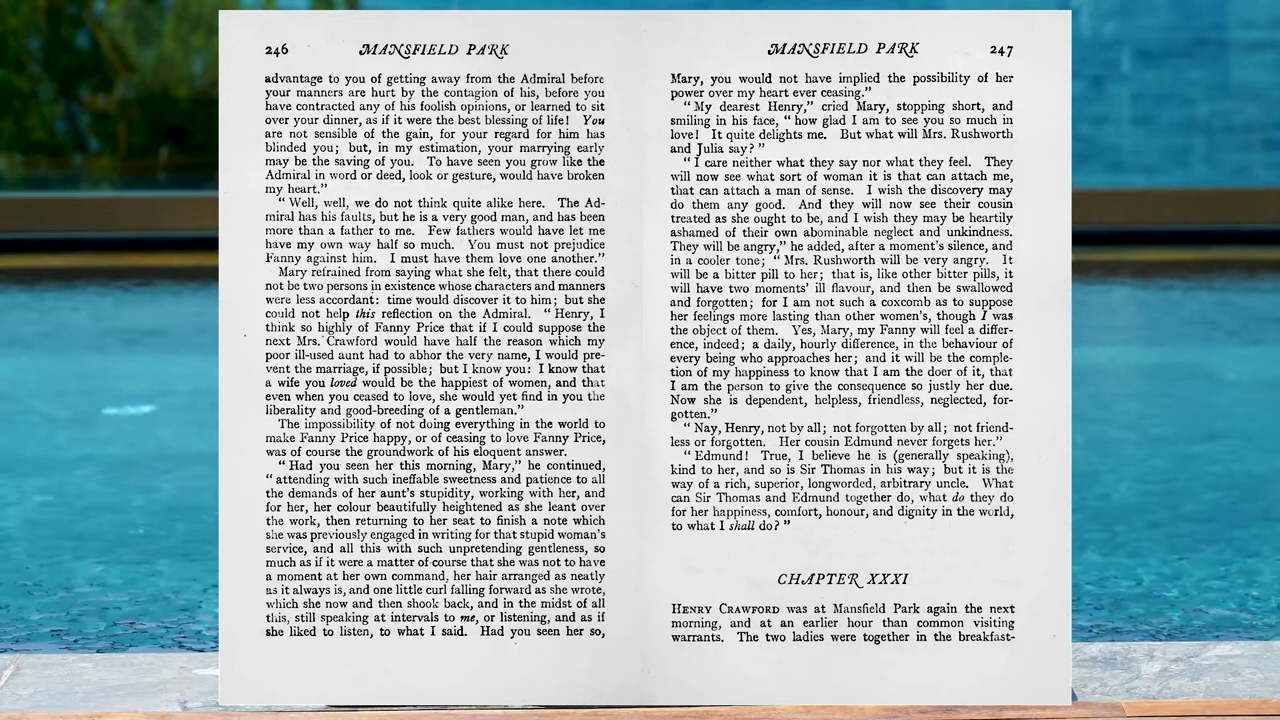 246 MANSFIELD PARK
advantage to you of getting away from the Admiral before
your manners are hurt by the contagion of his, before you
have contracted any of his foolish opinions, or learned to sit
over your dinner, as if it were the best blessing of life! You
are not sensible of the gain, for your regard for him has
blinded you; but, in my estimation, your marrying early
may be the saving of you. To have seen you grow like the
Admiral in word or deed, look or gesture, would have broken
my heart.”
“Well, well, we do not think quite alike here. The Ad-
miral has his faults, but he is a very good man, and has been
more than a father to me. Few fathers would have let me
have my own way half so much. You must not prejudice
Fanny against him. I must have them love one another.”
Mary refrained from saying what she felt, that there could
not be two persons in existence whose characters and manners
were less accordant: time would discover it to him; but she
could not help this reflection on the Admiral. “Henry, I
think so highly of Fanny Price that if I could suppose the
next Mrs. Crawford would have half the reason which my
poor ill-used aunt had to abhor the very name, I would pre-
vent the marriage, if possible; but I know you: I know that
a wife you loved would be the happiest of women, and that
even when you ceased to love, she would yet find in you the
liberality and good-breeding of a gentleman.”
The impossibility of not doing everything in the world to
make Fanny Price happy, or of ceasing to love Fanny Price,
was of course the groundwork of his eloquent answer.
“Had you seen her this morning, Mary,” he continued,
“attending with such ineffable sweetness and patience to all
the demands of her aunt’s stupidity, working with her, and
for her, her colour beautifully heightened as she leant over
the work, then returning to her seat to finish a note which
she was previously engaged in writing for that stupid woman’s
service, and all this with such unpretending gentleness, so
much as if it were a matter of course that she was not to have
a moment at her own command, her hair arranged as neatly
as it always is, and one little curl falling forward as she wrote,
which she now and then shook back, and in the midst of all
this, still speaking at intervals to me, or listening, and as if
she liked to listen, to what I said. Had you seen her so,
MANSFIELD PARK 247
Mary, you would not have implied the possibility of her
power over my heart ever ceasing.”
“My dearest Henry,” cried Mary, stopping short, and
smiling in his face, “how glad I am to see you so much in
love! It quite delights me. But what will Mrs. Rushworth
and Julia say?”
“I care neither what they say nor what they feel. They
will now see what sort of woman it is that can attach me,
that can attach a man of sense. I wish the discovery may
do them any good. And they will now see their cousin
treated as she ought to be, and I wish they may be heartily
ashamed of their own abominable neglect and unkindness.
They will be angry,” he added, after a moment’s silence, and
in a cooler tone; “Mrs. Rushworth will be very angry. It
will be a bitter pill to her; that is, like other bitter pills, it
will have two moments’ ill flavour, and then be swallowed
and forgotten; for I am not such a coxcomb as to suppose
her feelings more lasting than other women’s, though I was
the object of them. Yes, Mary, my Fanny will feel a differ-
ence, indeed; a daily, hourly difference, in the behaviour of
every being who approaches her; and it will be the comple-
tion of my happiness to know that I am the doer of it, that
I am the person to give the consequence so justly her due.
Now she is dependent, helpless, friendless, neglected, for-
gotten.”
“Nay, Henry, not by all; not forgotten by all; not friend-
less or forgotten. Her cousin Edmund never forgets her.”
“Edmund! True, I believe he is (generally speaking),
kind to her, and so is Sir Thomas in his way; but it is the
way of a rich, superior, longworded, arbitrary uncle. What
can Sir Thomas and Edmund together do, what do they do
for her happiness, comfort, honour, and dignity in the world,
to what I shall do?”
CHAPTER XXXI
HENRY CRAWFORD was at Mansfield Park again the next
morning, and at an earlier hour than common visiting
warrants. The two ladies were together in the breakfast-